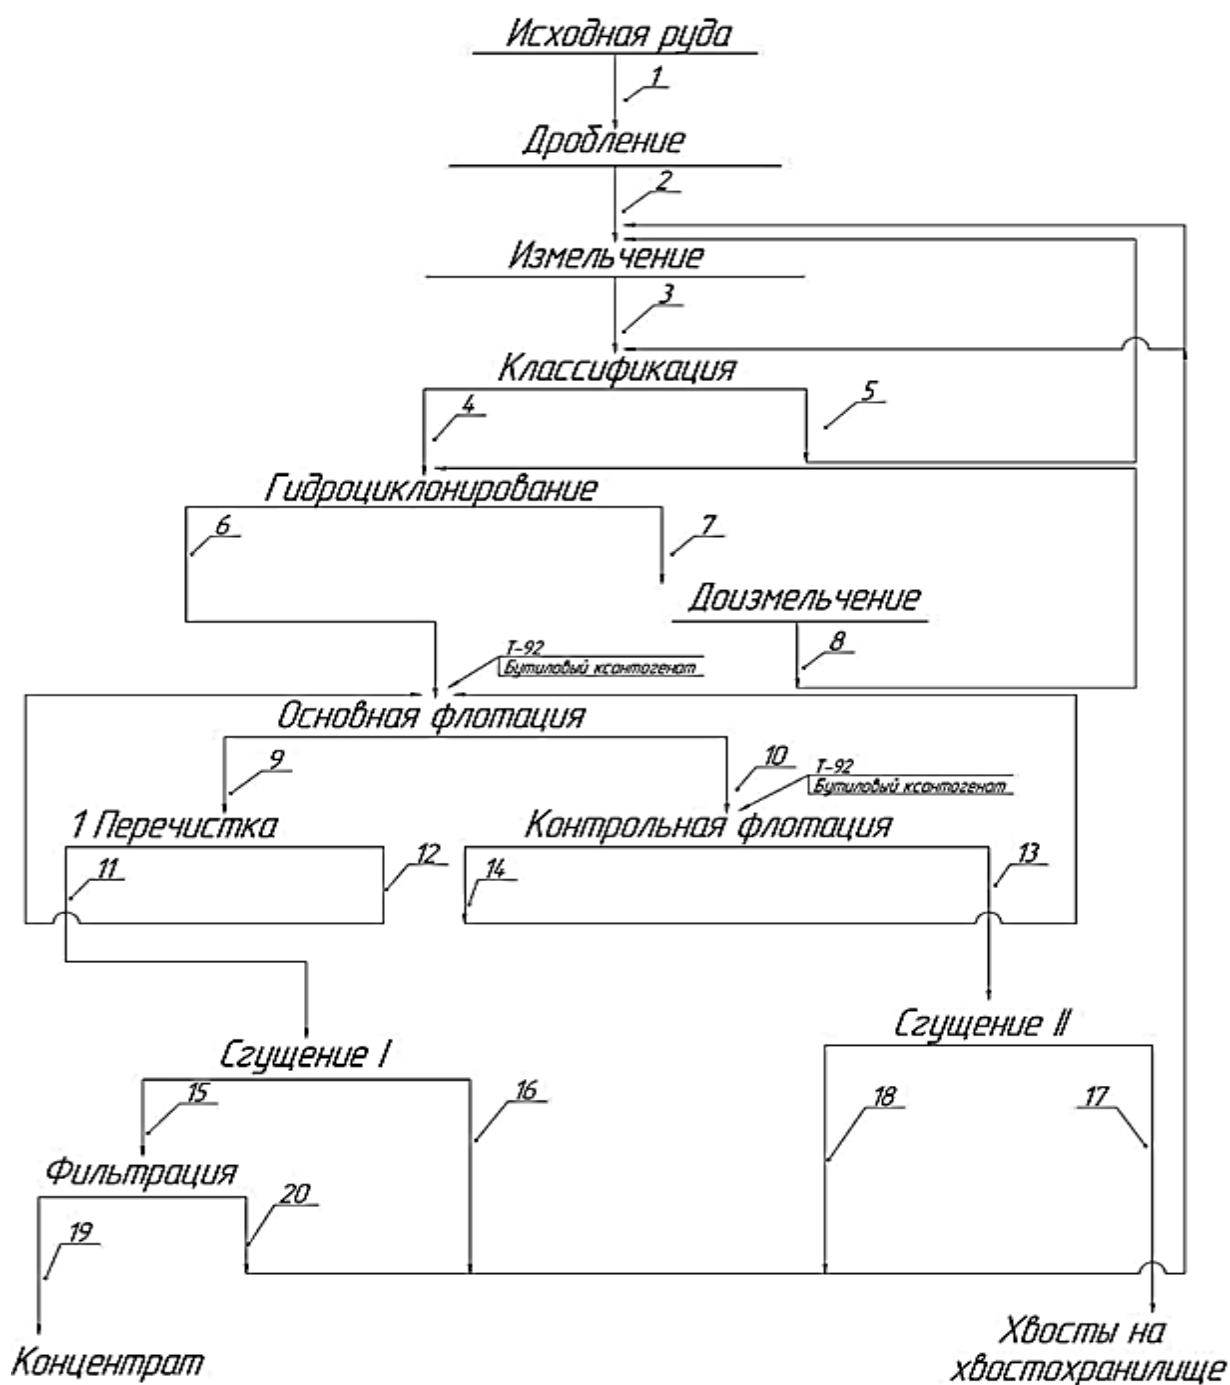 Исходная руда
1
Дробление
2
Измельчение
3
Классификация
4
5
Гидроциклонирование
6
7
Доизмельчение
8
Т-92
Бутиловый ксантогенат
Основная флотация
9
10
Т-92
Бутиловый ксантогенат
1 Перечистка
Контрольная флотация
11
12
14
13
Сгущение II
Сгущение I
15
16
18
17
Фильтрация
20
19
Хвосты на
хвостохранилище
Концентрат